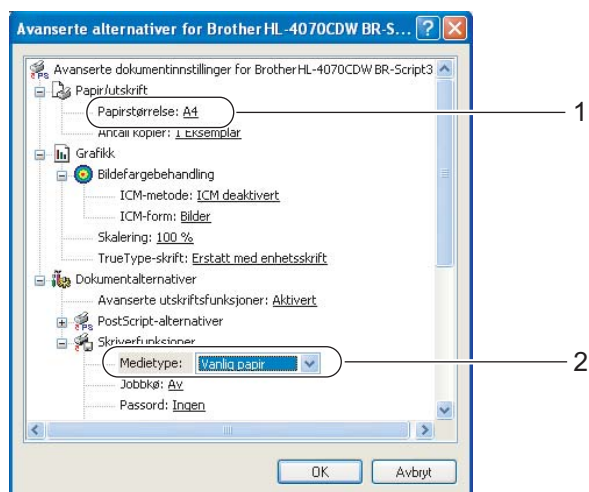 Avanserte alternativer for Brother HL-4070CDW BR-S...
Avanserte dokumentinnstillinger for Brother HL-4070CDW BR-Script3
Papir/utskrift
Papirstørrelse: A4
1
Antall kopier: 1 Eksemplar
Grafikk
Bildefargebehandling
ICM-metode: ICM deaktivert
ICM-form: Bilder
Skalering: 100 %
TrueType-skrift: Erstatt med enhetsskrift
Dokumentalternativer
Avanserte utskriftsfunksjoner: Aktivert
PostScript-alternativer
Skriverfunksjoner
Medietype: Vanlig papir
2
Jobbkø: Av
Passord: Ingen
OK Avbryt